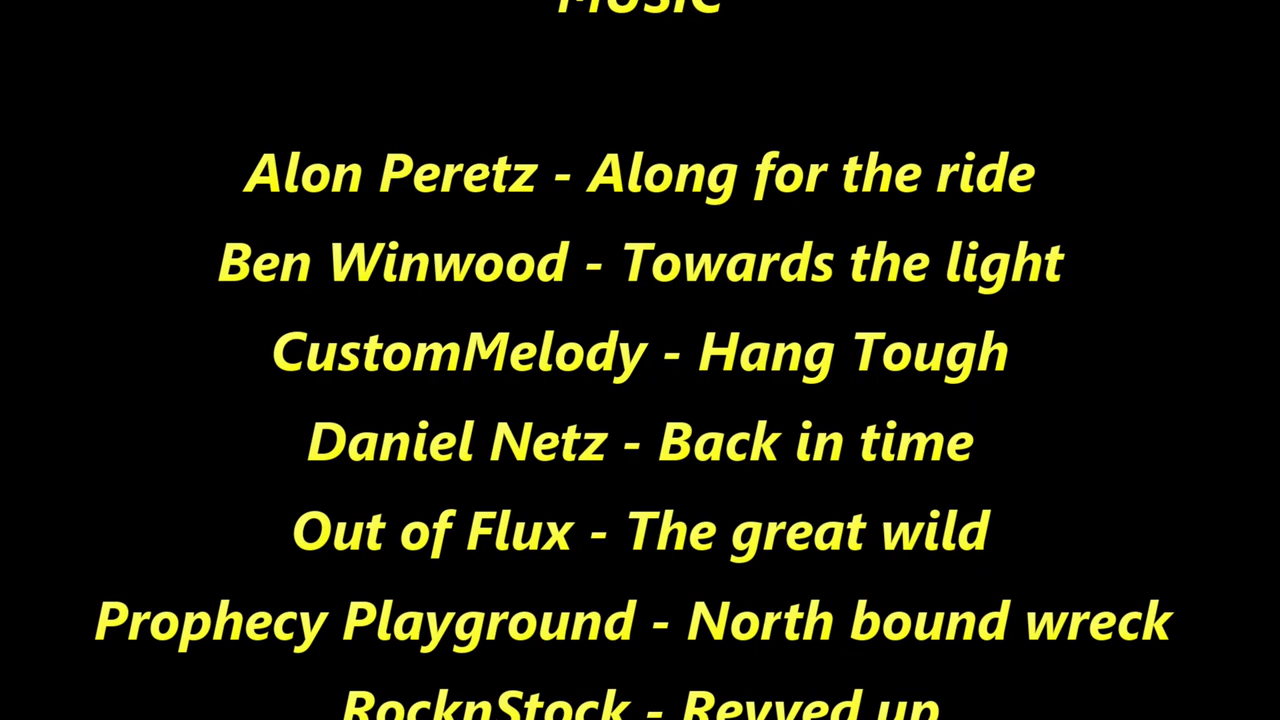 MUSIC
Alon Peretz - Along for the ride
Ben Winwood - Towards the light
CustomMelody - Hang Tough
Daniel Netz - Back in time
Out of Flux - The great wild
Prophecy Playground - North bound wreck
RocknStock - Revved up